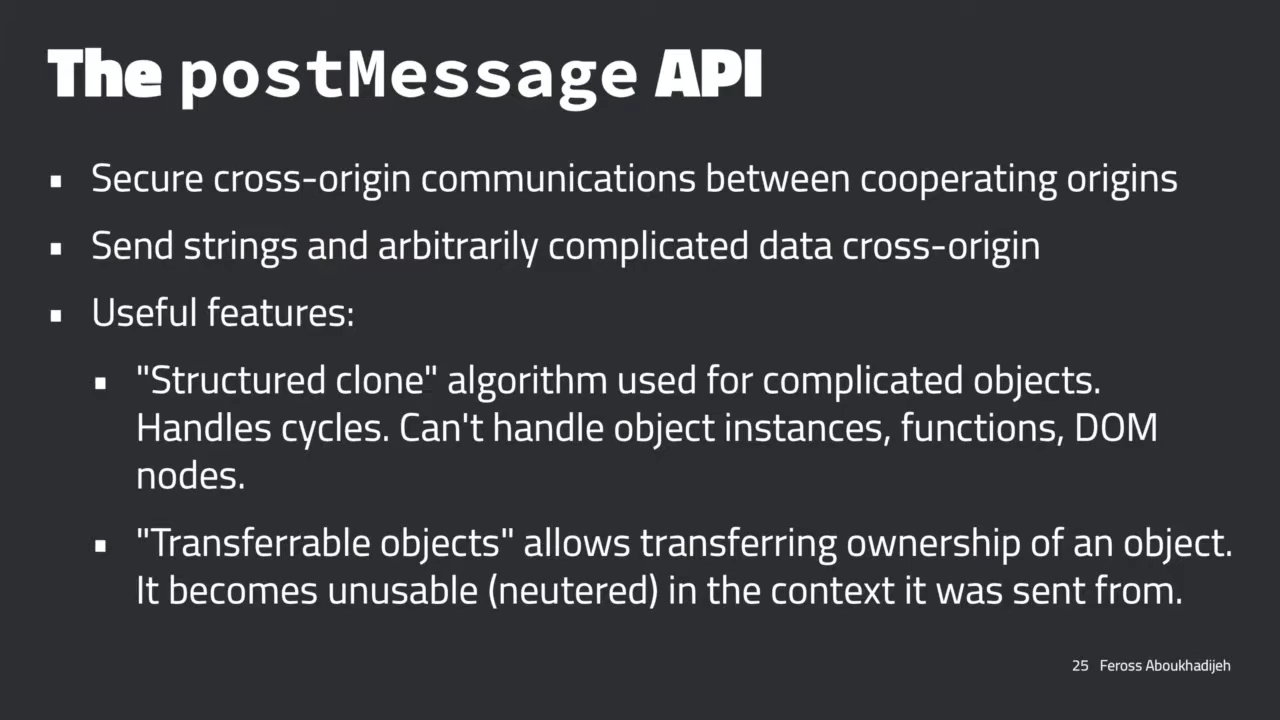 The postMessage API
▪ Secure cross-origin communications between cooperating origins
▪ Send strings and arbitrarily complicated data cross-origin
▪ Useful features:
▪ "Structured clone" algorithm used for complicated objects.
Handles cycles. Can't handle object instances, functions, DOM
nodes.
▪ "Transferrable objects" allows transferring ownership of an object.
It becomes unusable (neutered) in the context it was sent from.
25 Feross Aboukhadijeh